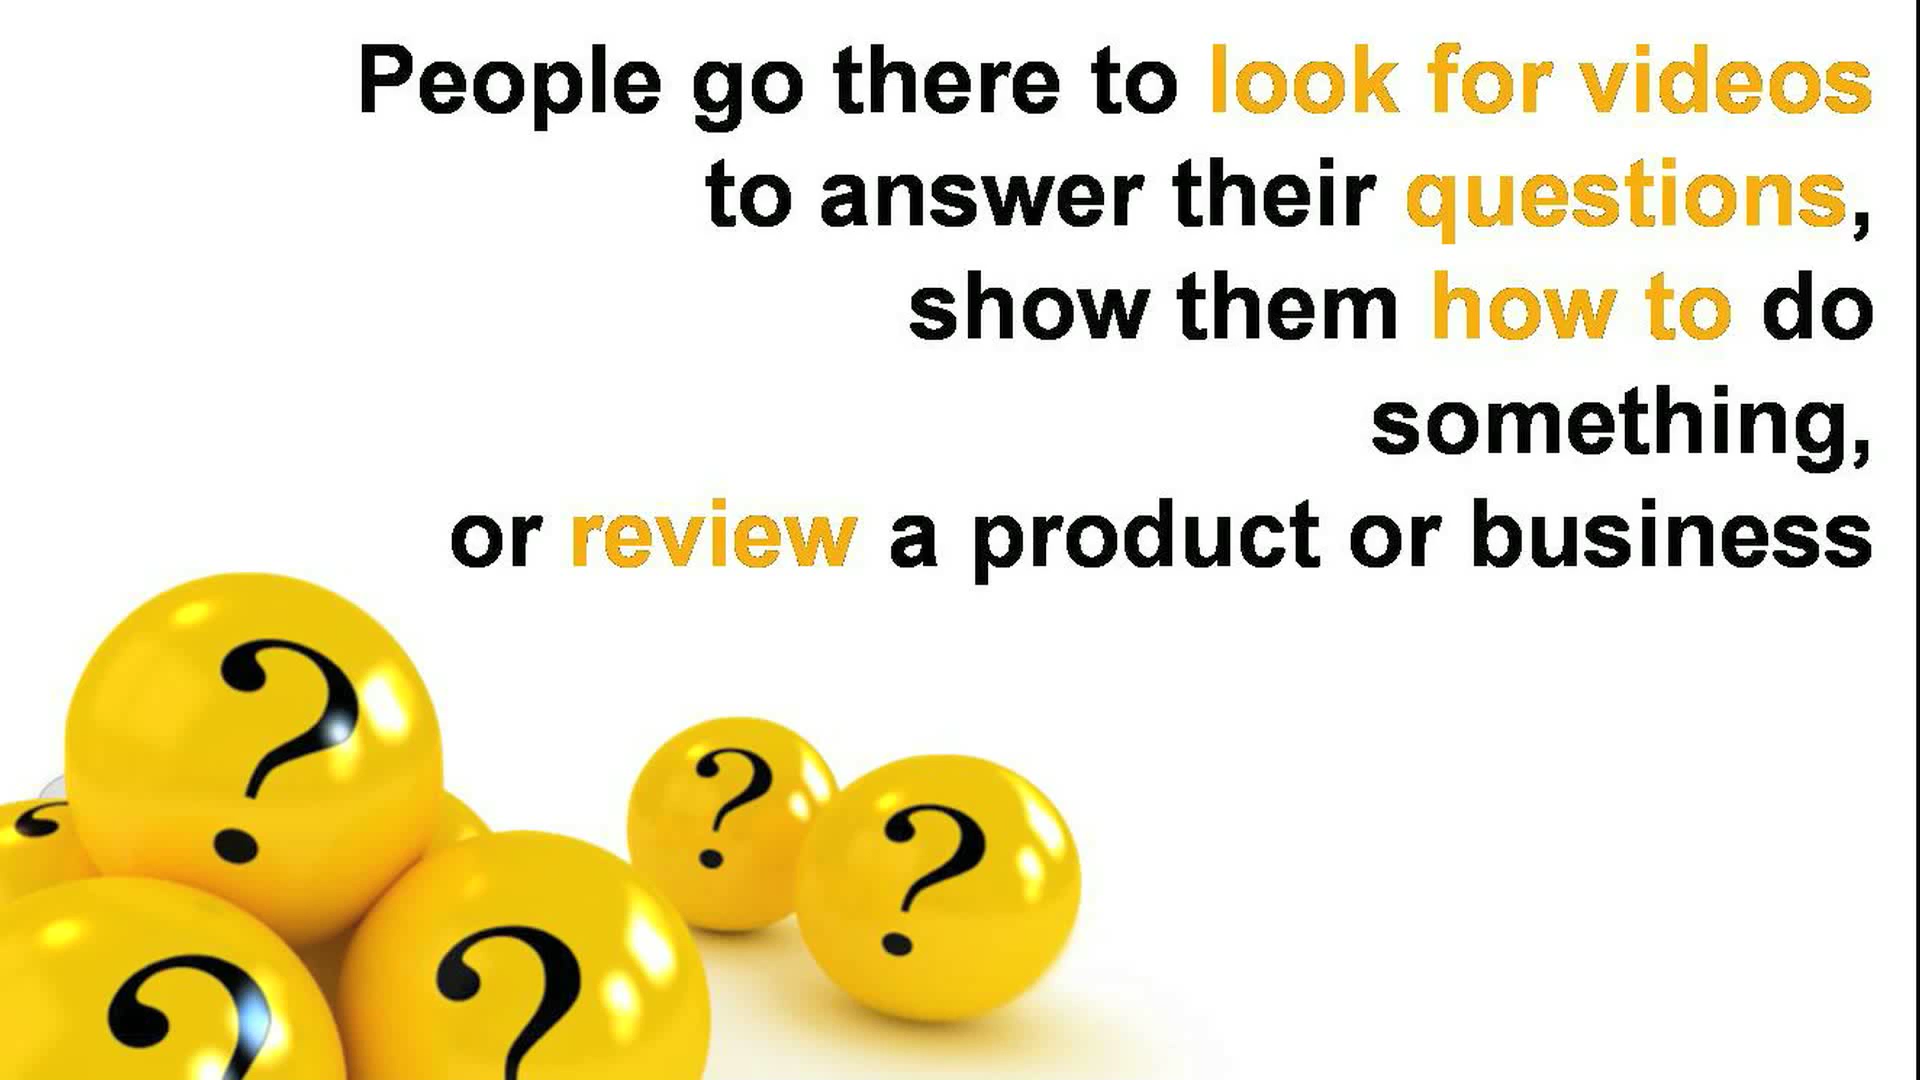 People go there to look for videos
to answer their questions,
show them how to do
something,
or review a product or business
?
?
?
?
?
?